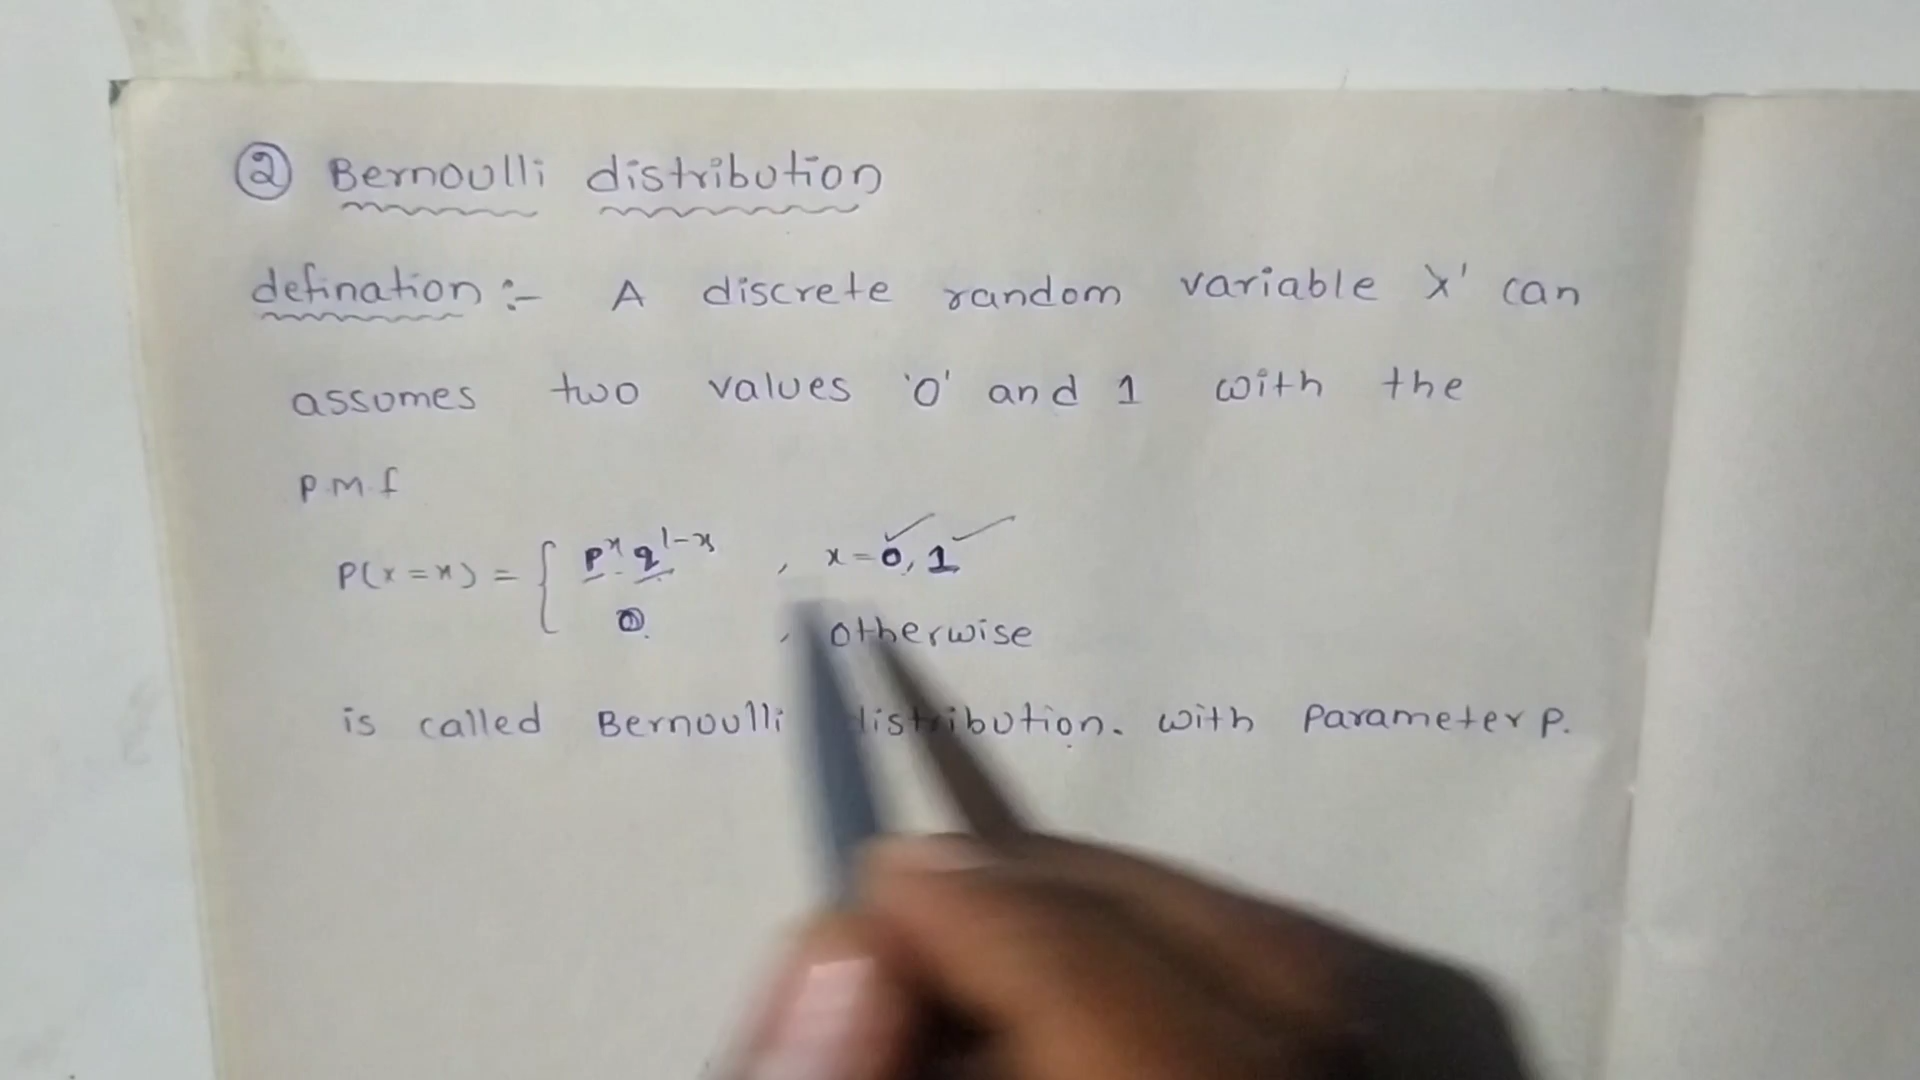 ② Bernoulli distribution
defination :- A discrete random variable X' can
assumes two values '0' and 1 with the
P.M.f
P(x=x) = { p^x q^1-x , x=0,1
0 , otherwise
is called Bernoulli distribution. with Parameter p.